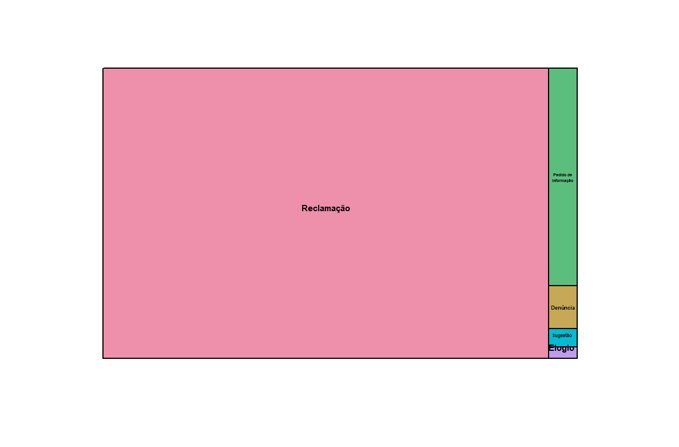 Reclamação
Pedido de
Informação
Denúncia
Sugestão
Elogio